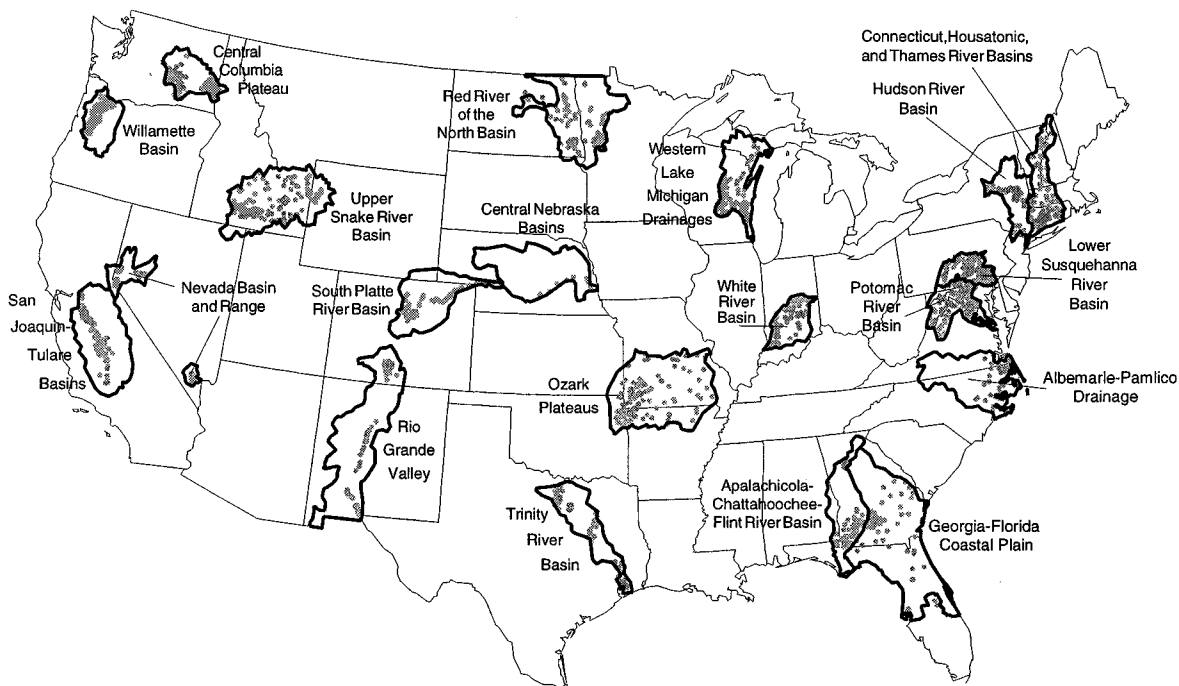 Connecticut, Housatonic,
and Thames River Basins
Hudson River
Basin
Central
Columbia
Plateau
Willamette
Basin
Red River
of the
North Basin
Western
Lake
Michigan
Drainages
Upper
Snake River
Basin
Central Nebraska
Basins
Lower
Susquehanna
River
Basin
Nevada Basin
and Range
San
Joaquin-
Tulare
Basins
South Platte
River Basin
White
River
Basin
Potomac
River
Basin
Ozark
Plateaus
Albemarle-Pamlico
Drainage
Rio
Grande
Valley
Trinity
River
Basin
Apalachicola-
Chattahoochee-
Flint River Basin
Georgia-Florida
Coastal Plain